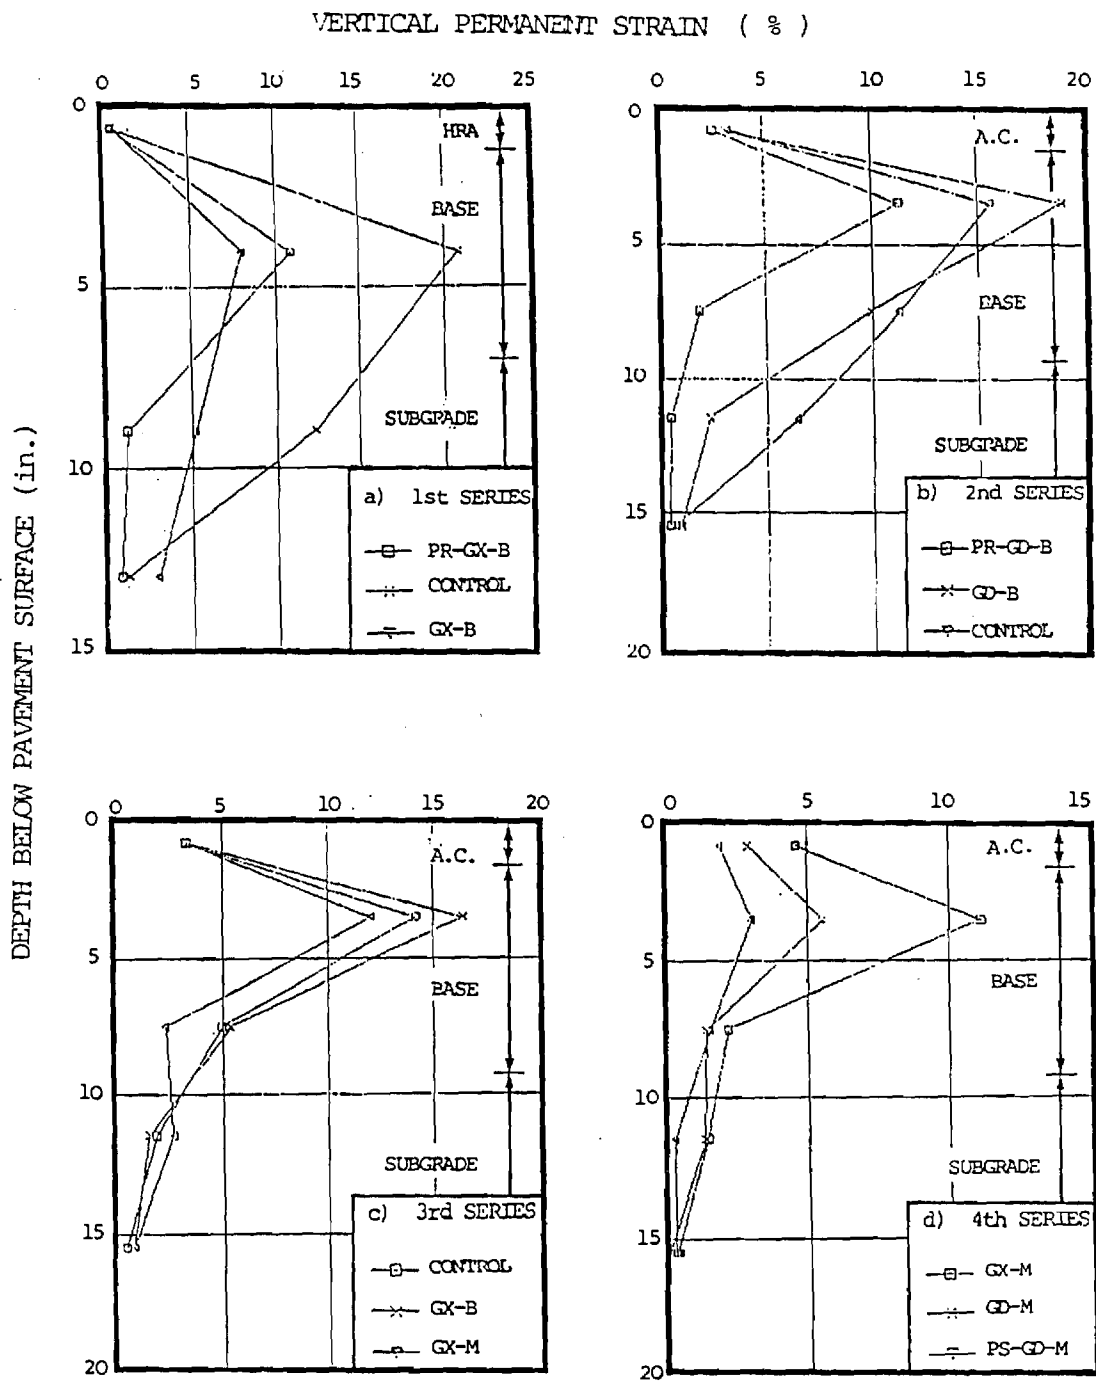 VERTICAL PERMANENT STRAIN ( % )
DEPTH BELOW PAVEMENT SURFACE (in.)
0 5 10 15 20 25
0
5
10
15
HRA
BASE
SUBGRADE
a) 1st SERIES
PR-GX-B
CONTROL
GX-B
0 5 10 15 20
0
5
10
15
20
A.C.
BASE
SUBGRADE
b) 2nd SERIES
PR-GD-B
GD-B
CONTROL
0 5 10 15 20
0
5
10
15
20
A.C.
BASE
SUBGRADE
c) 3rd SERIES
CONTROL
GX-B
GX-M
0 5 10 15
0
5
10
15
20
A.C.
BASE
SUBGRADE
d) 4th SERIES
GX-M
GD-M
PS-GD-M